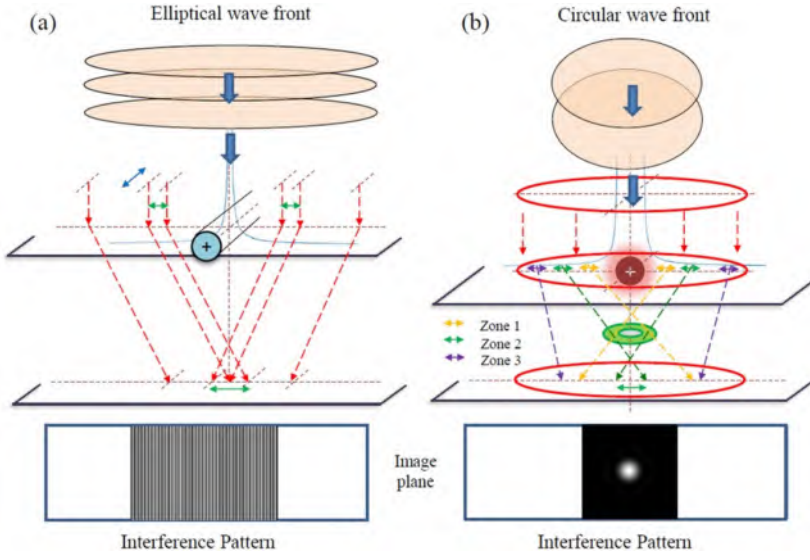 (a)
Elliptical wave front
(b)
Circular wave front
+
+
Zone 1
Zone 2
Zone 3
Image
plane
Interference Pattern
Interference Pattern